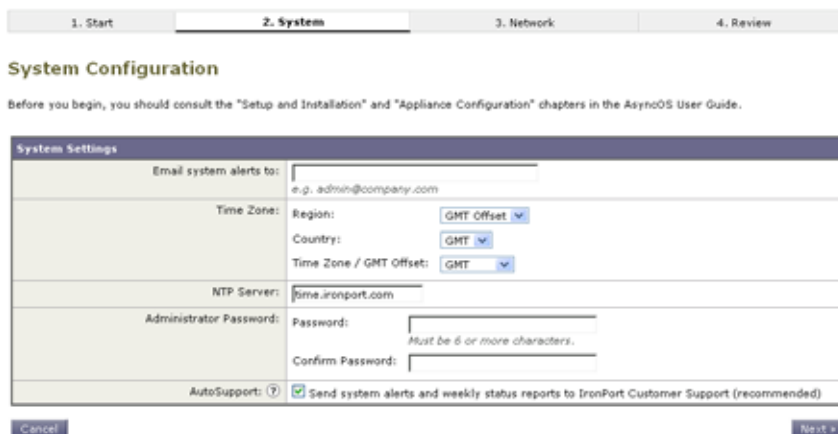 1. Start 2. System 3. Network 4. Review
System Configuration
Before you begin, you should consult the "Setup and Installation" and "Appliance Configuration" chapters in the AsyncOS User Guide.
System Settings
Email system alerts to:
e.g. admin@company.com
Time Zone: Region: GMT Offset
Country: GMT
Time Zone / GMT Offset: GMT
NTP Server: time.ironport.com
Administrator Password: Password:
Must be 6 or more characters.
Confirm Password:
AutoSupport: ? Send system alerts and weekly status reports to IronPort Customer Support (recommended)
Cancel Next »